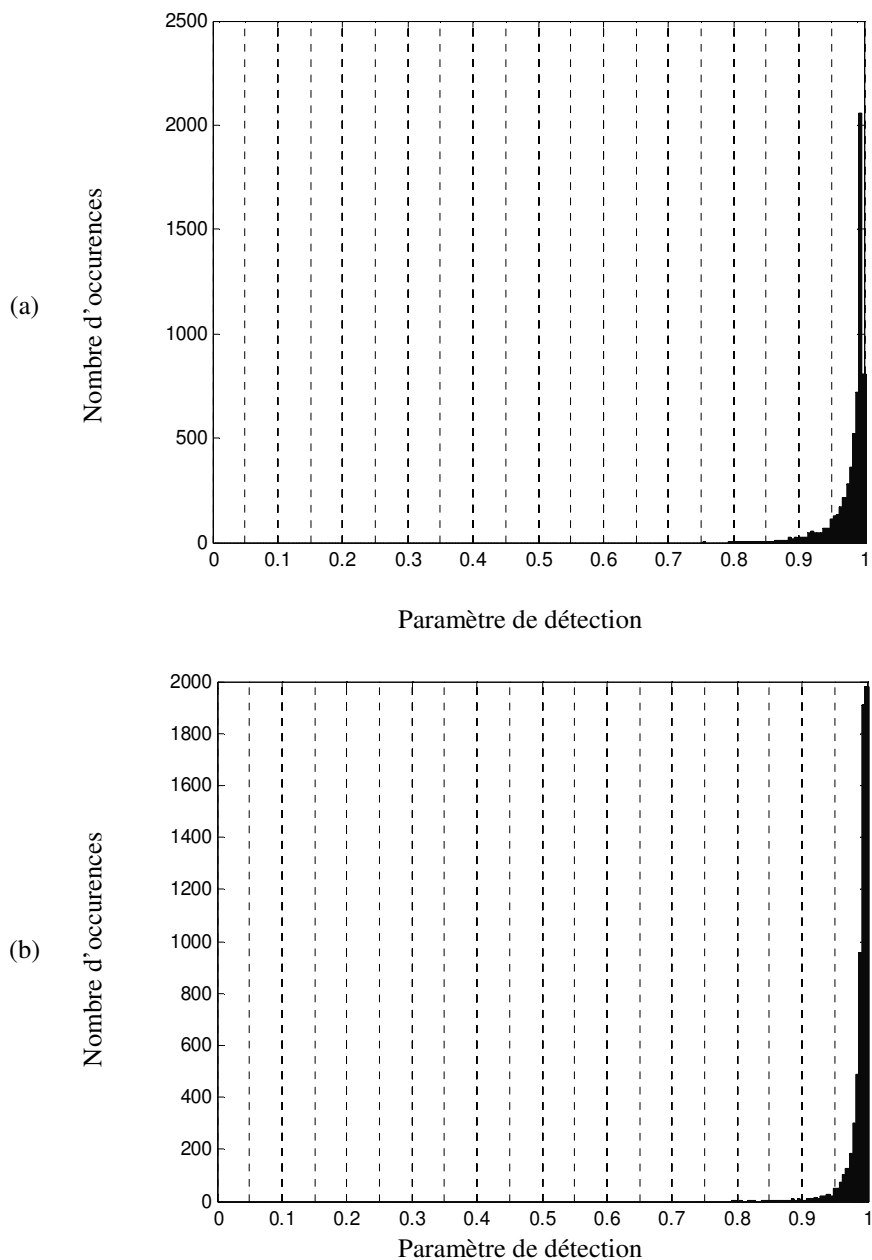 2500
2000
1500
1000
500
0
0 0.1 0.2 0.3 0.4 0.5 0.6 0.7 0.8 0.9 1
Nombre d'occurences
(a)
Paramètre de détection
2000
1800
1600
1400
1200
1000
800
600
400
200
0
0 0.1 0.2 0.3 0.4 0.5 0.6 0.7 0.8 0.9 1
Nombre d'occurences
(b)
Paramètre de détection